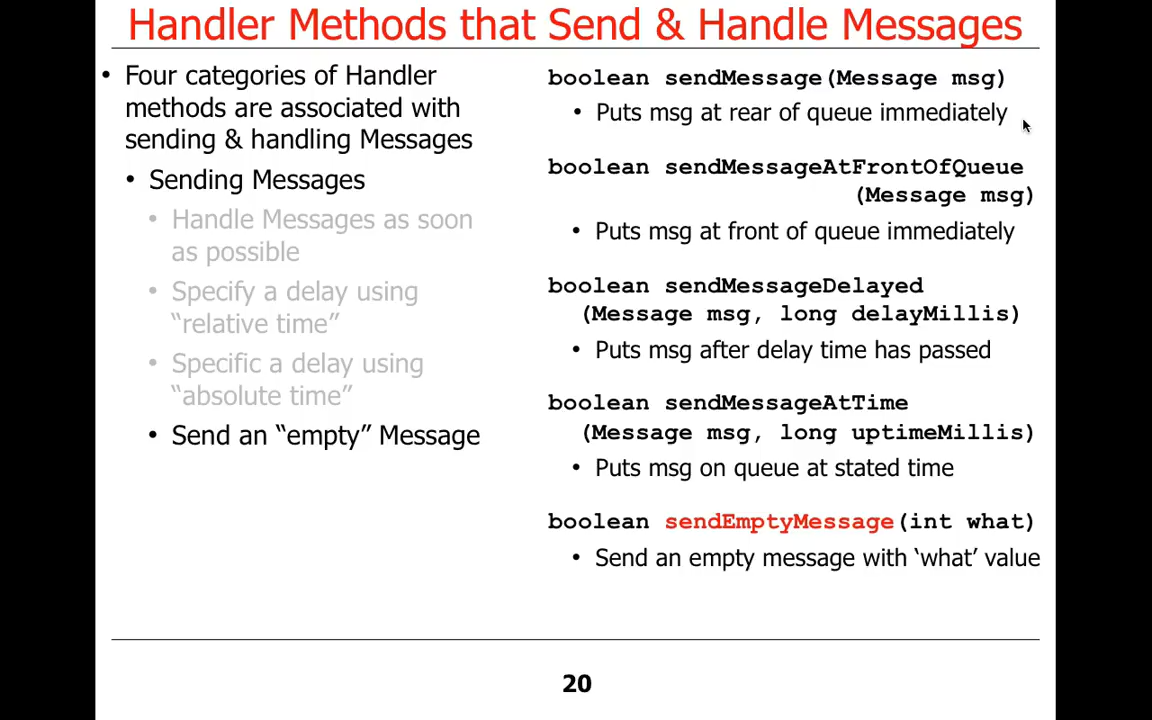 Handler Methods that Send & Handle Messages
• Four categories of Handler
methods are associated with
sending & handling Messages
• Sending Messages
• Handle Messages as soon
as possible
• Specify a delay using
“relative time”
• Specific a delay using
“absolute time”
• Send an “empty” Message
boolean sendMessage(Message msg)
• Puts msg at rear of queue immediately
boolean sendMessageAtFrontOfQueue
(Message msg)
• Puts msg at front of queue immediately
boolean sendMessageDelayed
(Message msg, long delayMillis)
• Puts msg after delay time has passed
boolean sendMessageAtTime
(Message msg, long uptimeMillis)
• Puts msg on queue at stated time
boolean sendEmptyMessage(int what)
• Send an empty message with ‘what’ value
20